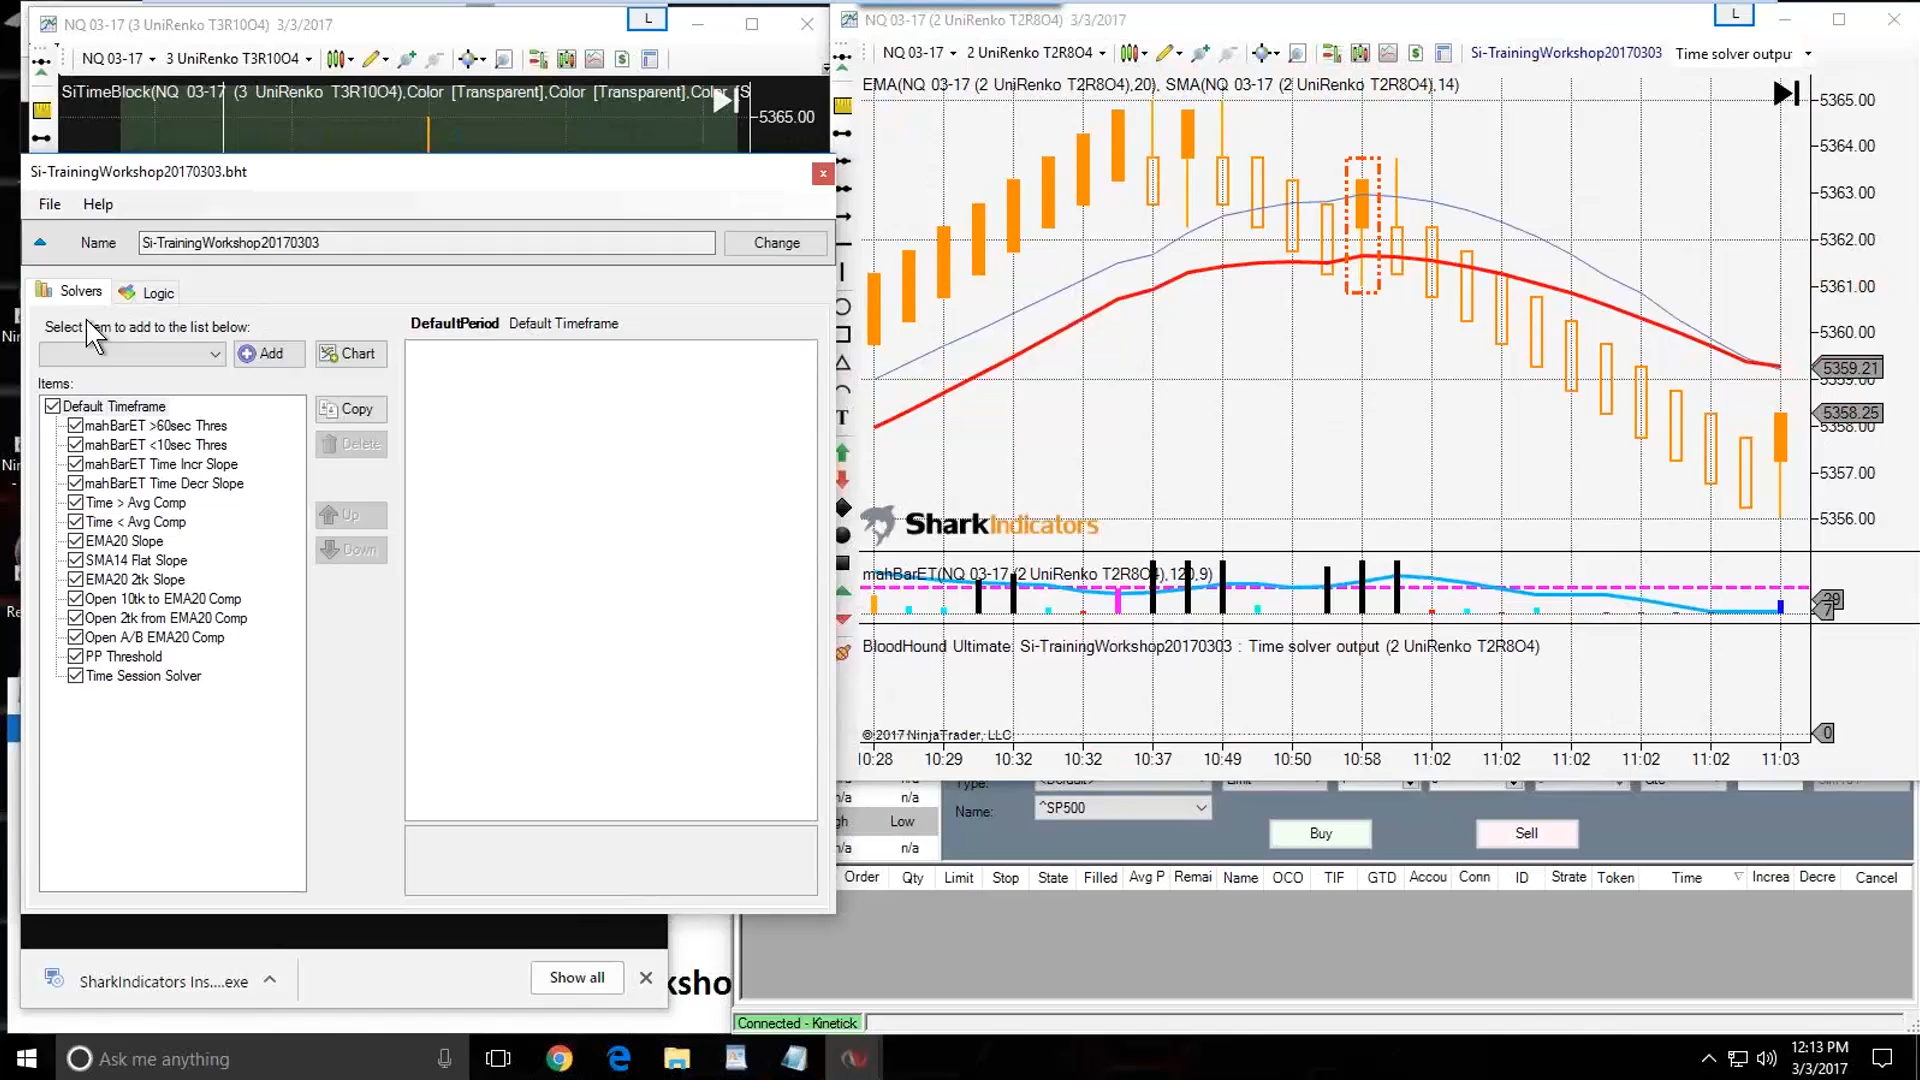 NQ 03-17 (3 UniRenko T3R10O4) 3/3/2017
L
NQ 03-17 3 UniRenko T3R10O4
SiTimeBlock(NQ 03-17 (3 UniRenko T3R10O4),Color [Transparent],Color [Transparent],Color [S
5365.00
Si-TrainingWorkshop20170303.bht
x
File Help
Name Si-TrainingWorkshop20170303 Change
Solvers Logic
Select item to add to the list below:
Add Chart
Items:
Default Timeframe
mahBarET >60sec Thres
mahBarET <10sec Thres
mahBarET Time Incr Slope
mahBarET Time Decr Slope
Time > Avg Comp
Time < Avg Comp
EMA20 Slope
SMA14 Flat Slope
EMA20 2tk Slope
Open 10tk to EMA20 Comp
Open 2tk from EMA20 Comp
Open A/B EMA20 Comp
PP Threshold
Time Session Solver
Copy
Delete
Up
Down
DefaultPeriod Default Timeframe
NQ 03-17 (2 UniRenko T2R8O4) 3/3/2017
L
NQ 03-17 2 UniRenko T2R8O4 Si-TrainingWorkshop20170303 Time solver outpu
EMA(NQ 03-17 (2 UniRenko T2R8O4),20), SMA(NQ 03-17 (2 UniRenko T2R8O4),14)
5365.00
5364.00
5363.00
5362.00
5361.00
5360.00
5359.21
5359.00
5358.25
5358.00
5357.00
5356.00
T
SharkIndicators
mahBarET(NQ 03-17 (2 UniRenko T2R8O4),120,9)
29
7
BloodHound Ultimate: Si-TrainingWorkshop20170303 : Time solver output (2 UniRenko T2R8O4)
0
© 2017 NinjaTrader, LLC
10:28 10:29 10:32 10:32 10:37 10:49 10:50 10:58 11:02 11:02 11:02 11:02 11:02 11:03
n/a n/a
Low
n/a
Type:
Name: ^SP500
Buy Sell
Order Qty Limit Stop State Filled Avg P Remai Name OCO TIF GTD Accou Conn ID Strate Token Time Increa Decre Cancel
SharkIndicators Ins....exe
Show all
ksho
Connected - Kinetick
Ask me anything
12:13 PM
3/3/2017